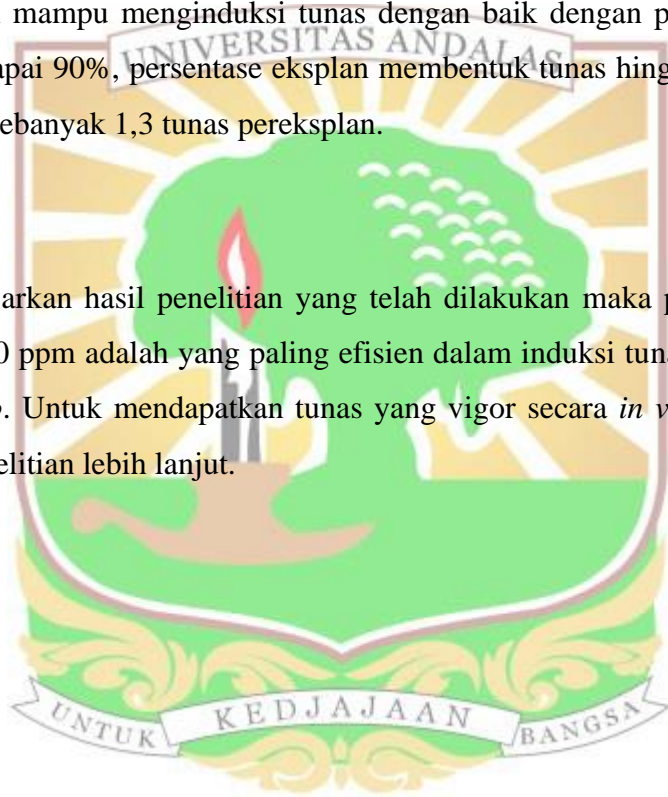 mampu menginduksi tunas dengan baik dengan p
UNIVERSITAS ANDALAS
apai 90%, persentase eksplan membentuk tunas hing
ebanyak 1,3 tunas pereksplan.
arkan hasil penelitian yang telah dilakukan maka p
0 ppm adalah yang paling efisien dalam induksi tuna
. Untuk mendapatkan tunas yang vigor secara in v
elitian lebih lanjut.
UNTUK KEDJAJAAN BANGSA